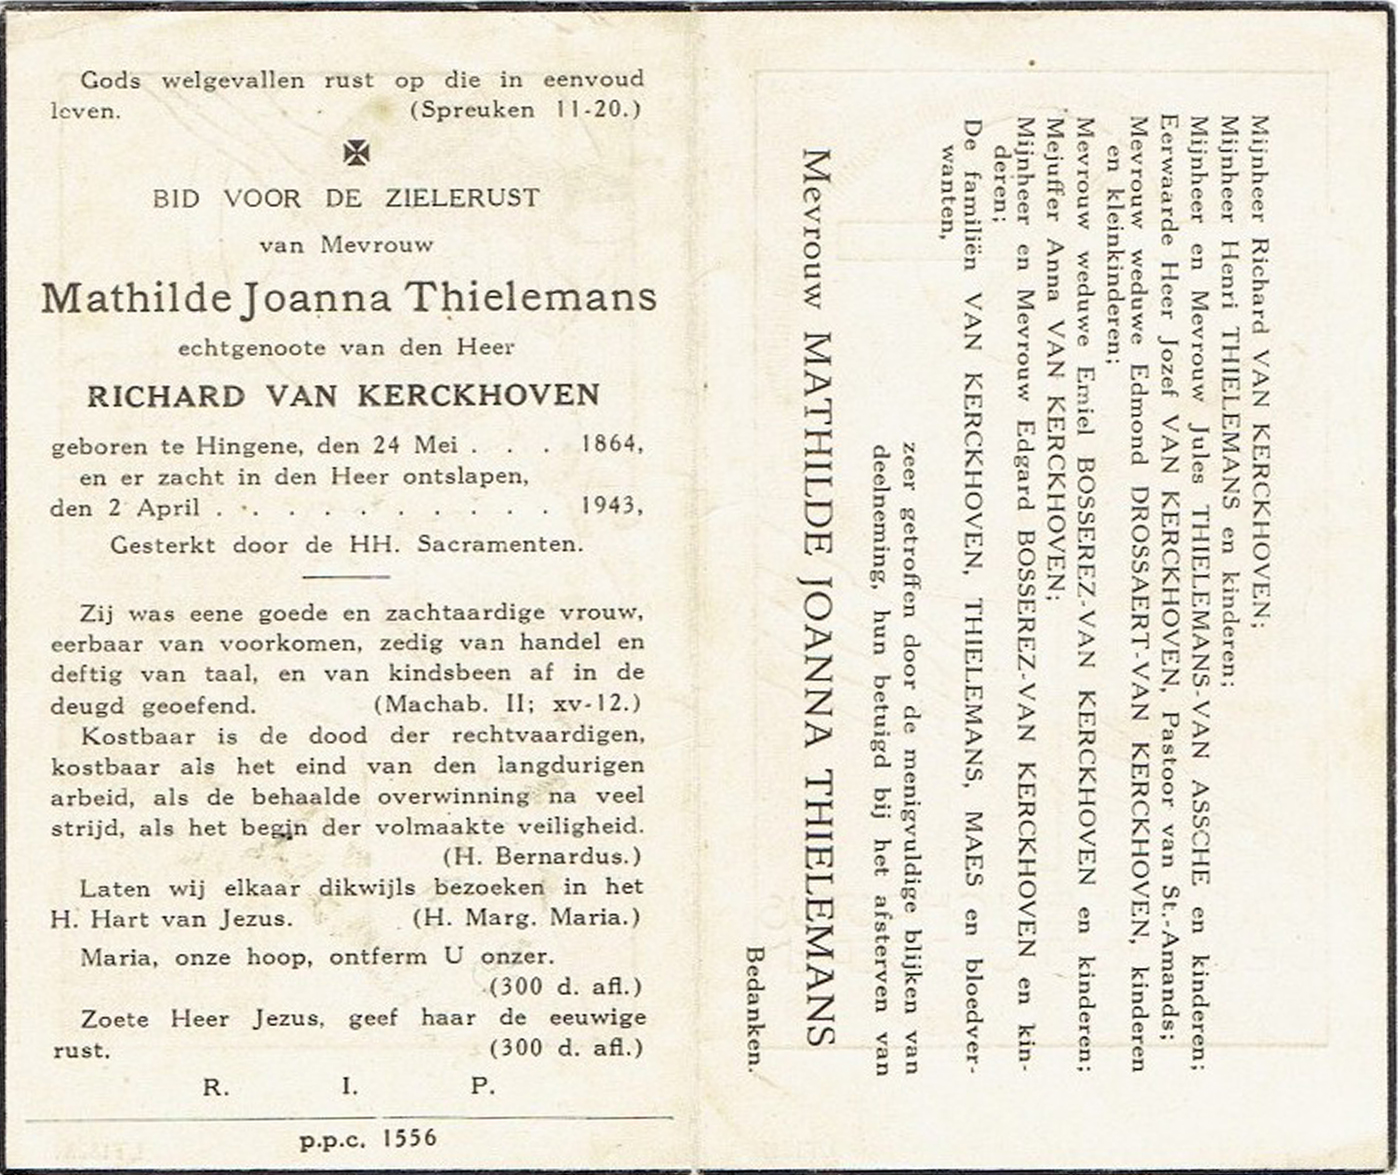 Gods welgevallen rust op die in eenvoud
leven. (Spreuken 11-20.)
BID VOOR DE ZIELERUST
van Mevrouw
Mathilde Joanna Thielemans
echtgenoote van den Heer
RICHARD VAN KERCKHOVEN
geboren te Hingene, den 24 Mei . . . 1864,
en er zacht in den Heer ontslapen,
den 2 April . . . . . . . . . . 1943,
Gesterkt door de HH. Sacramenten.
Zij was eene goede en zachtaardige vrouw,
eerbaar van voorkomen, zedig van handel en
deftig van taal, en van kindsbeen af in de
deugd geoefend. (Machab. II; xv-12.)
Kostbaar is de dood der rechtvaardigen,
kostbaar als het eind van den langdurigen
arbeid, als de behaalde overwinning na veel
strijd, als het begin der volmaakte veiligheid.
(H. Bernardus.)
Laten wij elkaar dikwijls bezoeken in het
H. Hart van Jezus. (H. Marg. Maria.)
Maria, onze hoop, ontferm U onzer.
(300 d. afl.)
Zoete Heer Jezus, geef haar de eeuwige
rust. (300 d. afl.)
R. I. P.
p.p.c. 1556
Mijnheer Richard VAN KERCKHOVEN;
Mijnheer Henri THIELEMANS en kinderen;
Mijnheer en Mevrouw Jules THIELEMANS-VAN ASSCHE en kinderen;
Eerwaarde Heer Jozef VAN KERCKHOVEN, Pastoor van St.-Amands;
Mevrouw weduwe Edmond DROSSAERT-VAN KERCKHOVEN, kinderen
en kleinkinderen;
Mevrouw weduwe Emiel BOSSEREZ-VAN KERCKHOVEN en kinderen;
Mejuffer Anna VAN KERCKHOVEN;
Mijnheer en Mevrouw Edgard BOSSEREZ-VAN KERCKHOVEN en kin-
deren;
De familiën VAN KERCKHOVEN, THIELEMANS, MAES en bloedver-
wanten,
zeer getroffen door de menigvuldige blijken van
deelneming, hun betuigd bij het afsterven van
Mevrouw MATHILDE JOANNA THIELEMANS
Bedanken.